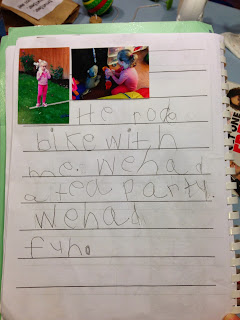 He rode
bike with
me. we had
a tea party.
we had
fun.